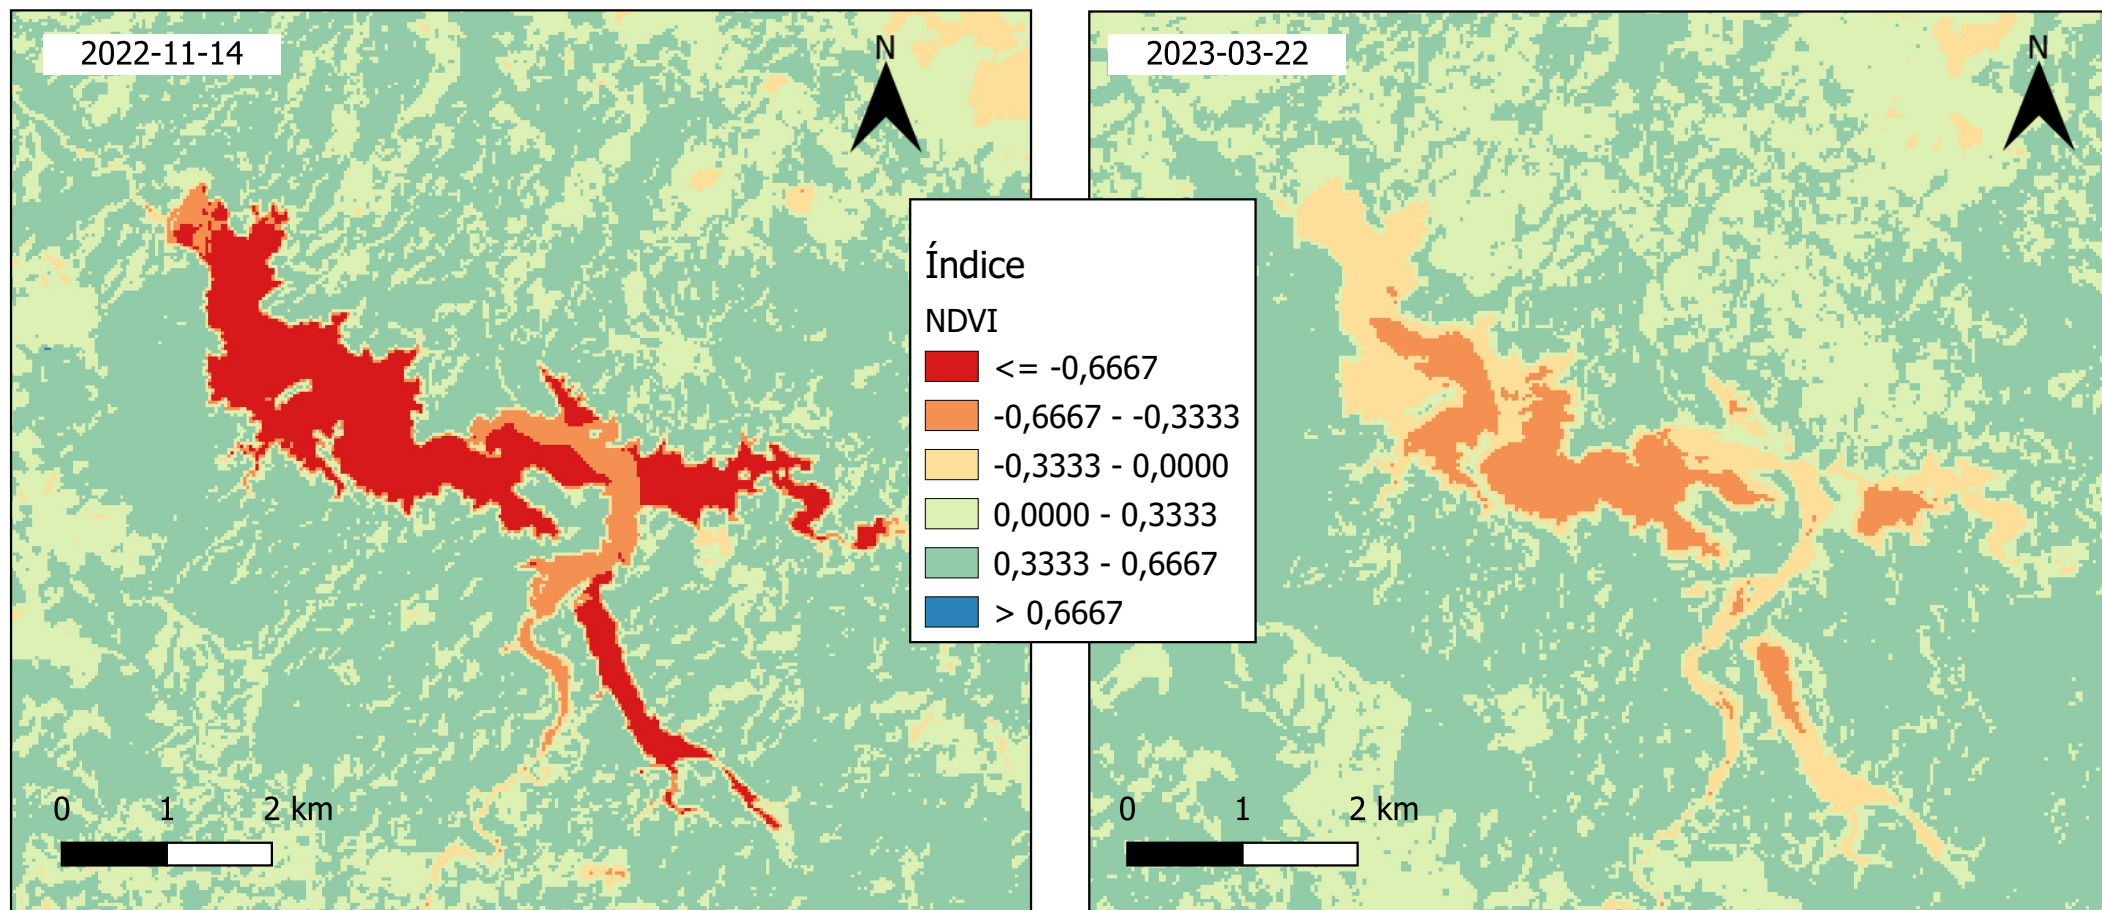 2022-11-14
N
0 1 2 km
Índice
NDVI
<= -0,6667
-0,6667 - -0,3333
-0,3333 - 0,0000
0,0000 - 0,3333
0,3333 - 0,6667
> 0,6667
2023-03-22
N
0 1 2 km